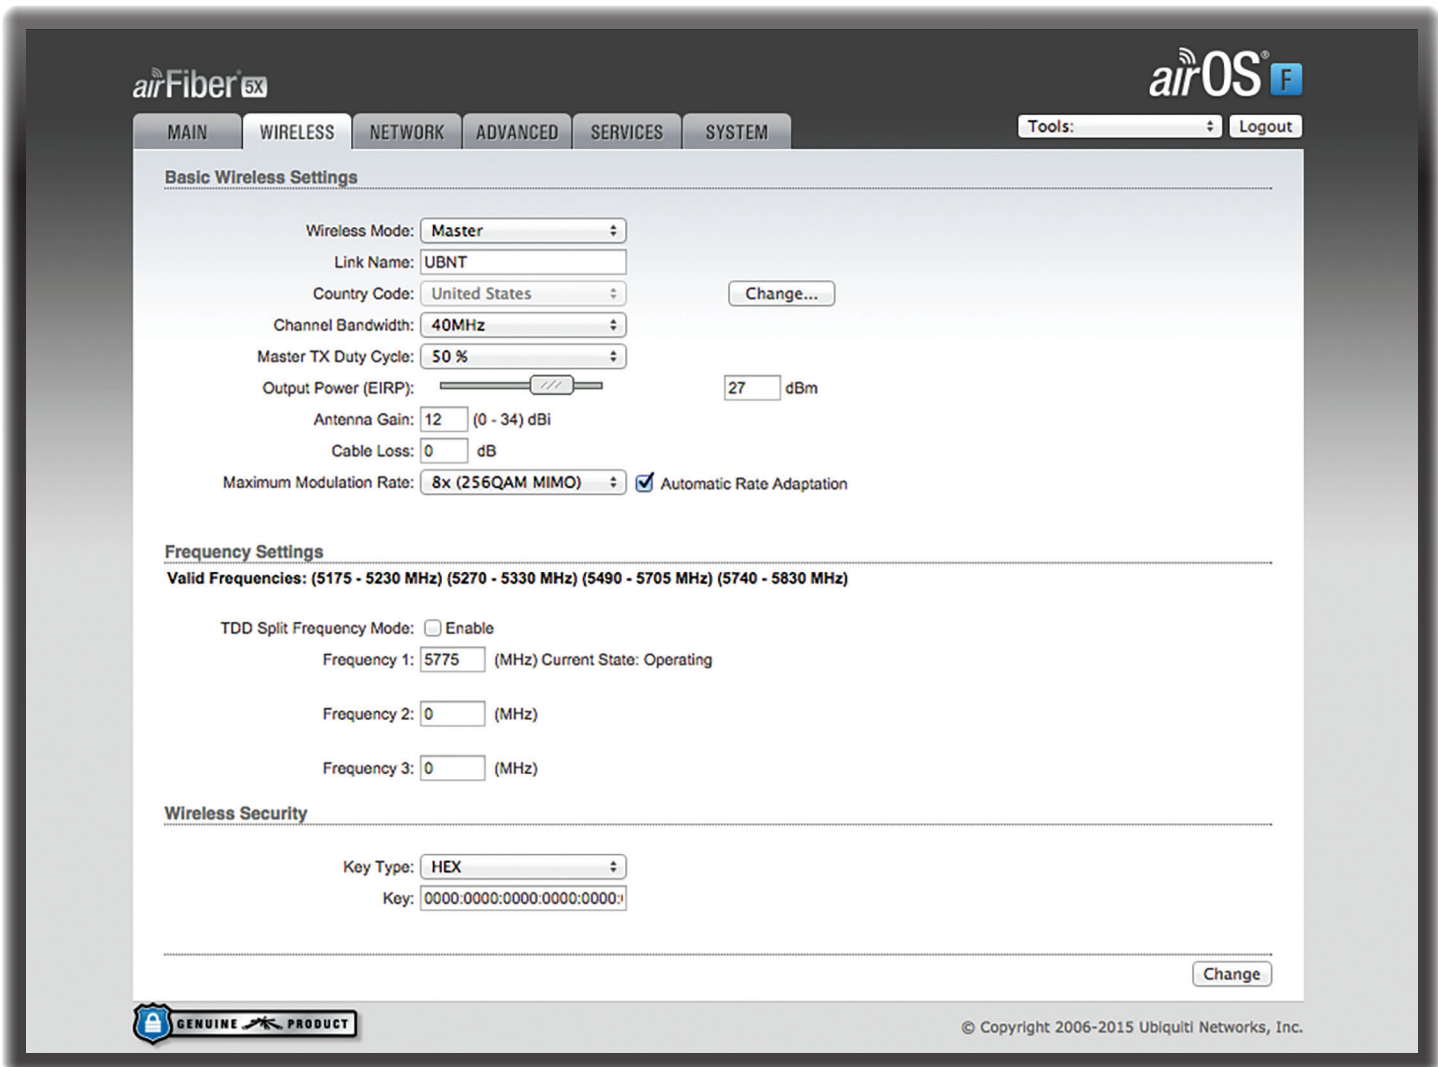 airFiber® 5X
airOS® F
MAIN WIRELESS NETWORK ADVANCED SERVICES SYSTEM Tools: Logout
Basic Wireless Settings
Wireless Mode: Master
Link Name: UBNT
Country Code: United States Change...
Channel Bandwidth: 40MHz
Master TX Duty Cycle: 50 %
Output Power (EIRP): 27 dBm
Antenna Gain: 12 (0 - 34) dBi
Cable Loss: 0 dB
Maximum Modulation Rate: 8x (256QAM MIMO) Automatic Rate Adaptation
Frequency Settings
Valid Frequencies: (5175 - 5230 MHz) (5270 - 5330 MHz) (5490 - 5705 MHz) (5740 - 5830 MHz)
TDD Split Frequency Mode: Enable
Frequency 1: 5775 (MHz) Current State: Operating
Frequency 2: 0 (MHz)
Frequency 3: 0 (MHz)
Wireless Security
Key Type: HEX
Key: 0000:0000:0000:0000:0000:
Change
GENUINE PRODUCT
© Copyright 2006-2015 Ubiquiti Networks, Inc.